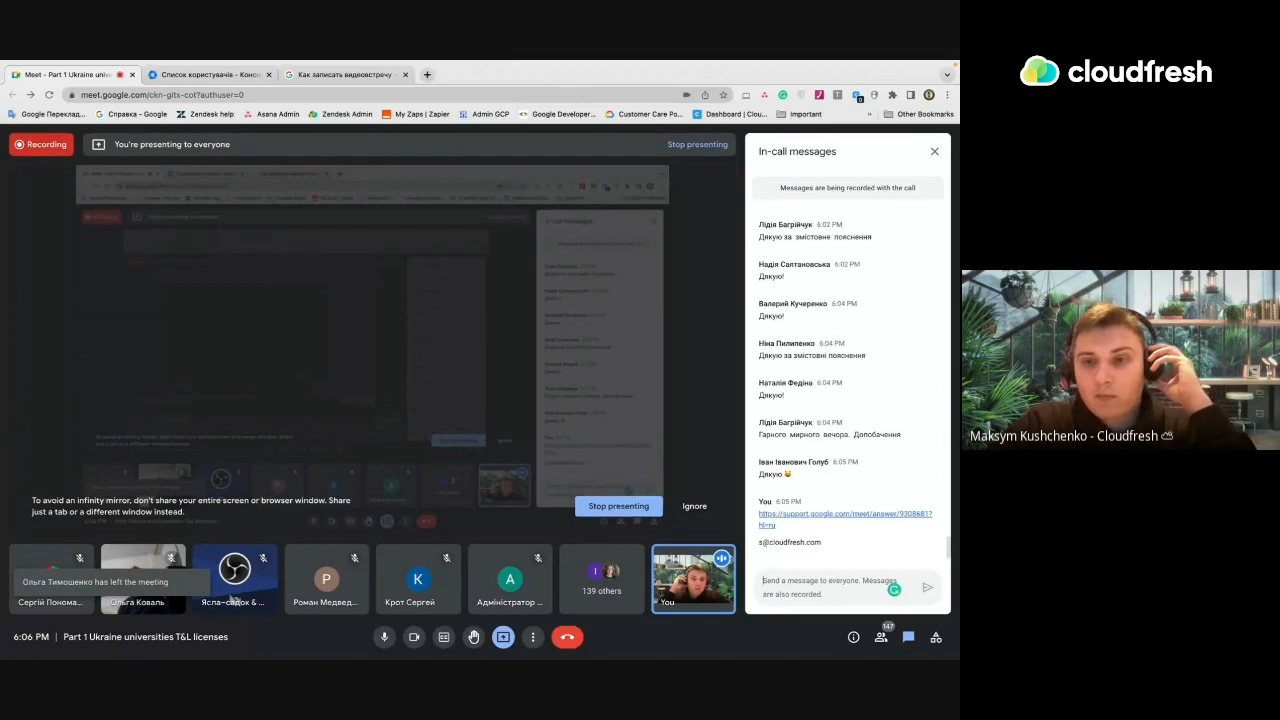 cloudfresh
Meet - Part 1 Ukraine unive
Список користувачів - Консо
Как записать видеовстречу -
meet.google.com/ckn-gitx-cot?authuser=0
Google Переклад...
Справка – Google
Zendesk help
Asana Admin
Zendesk Admin
My Zaps | Zapier
Admin GCP
Google Developer...
Customer Care Po...
Dashboard | Clou...
Important
Other Bookmarks
Recording
You're presenting to everyone
Stop presenting
In-call messages
Messages are being recorded with the call
Лідія Багрійчук 6:02 PM
Дякую за змістовне пояснення
Надія Салтановська 6:02 PM
Дякую!
Валерий Кучеренко 6:04 PM
Дякую!
Ніна Пилипенко 6:04 PM
Дякую за змістовні пояснення
Наталія Федіна 6:04 PM
Дякую!
Лідія Багрійчук 6:04 PM
Гарного мирного вечора. Допобачення
Іван Іванович Голуб 6:05 PM
Дякую 😺
You 6:05 PM
https://support.google.com/meet/answer/9308681?
hl=ru
s@cloudfresh.com
Send a message to everyone. Messages
are also recorded.
To avoid an infinity mirror, don't share your entire screen or browser window. Share
just a tab or a different window instead.
Stop presenting
Ignore
Ольга Тимошенко has left the meeting
Сергій Понома...
Ольга Коваль
Ясла–садок & ...
Р
Роман Медвед...
К
Крот Сергей
А
Адміністратор ...
I
139 others
You
6:06 PM | Part 1 Ukraine universities T&L licenses
147
Maksym Kushchenko - Cloudfresh